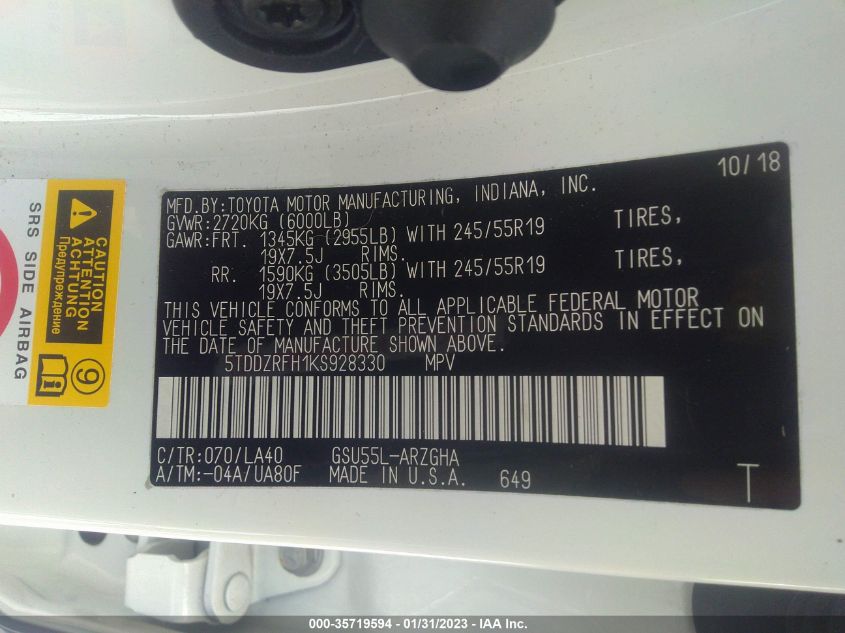 10/18
MFD.BY:TOYOTA MOTOR MANUFACTURING, INDIANA, INC.
GVWR:2720KG (6000LB)
GAWR:FRT. 1345KG (2955LB) WITH 245/55R19 TIRES,
19X7.5J RIMS.
RR. 1590KG (3505LB) WITH 245/55R19 TIRES,
19X7.5J RIMS.
THIS VEHICLE CONFORMS TO ALL APPLICABLE FEDERAL MOTOR
VEHICLE SAFETY AND THEFT PREVENTION STANDARDS IN EFFECT ON
THE DATE OF MANUFACTURE SHOWN ABOVE.
5TDDZRFH1KS928330 MPV
C/TR:070/LA40 GSU55L-ARZGHA
A/TM:-04A/UA80F MADE IN U.S.A. 649
T
SRS SIDE AIRBAG
CAUTION
ATTENTION
ACHTUNG
Предупреждение
9
000-35719594 - 01/31/2023 - IAA Inc.